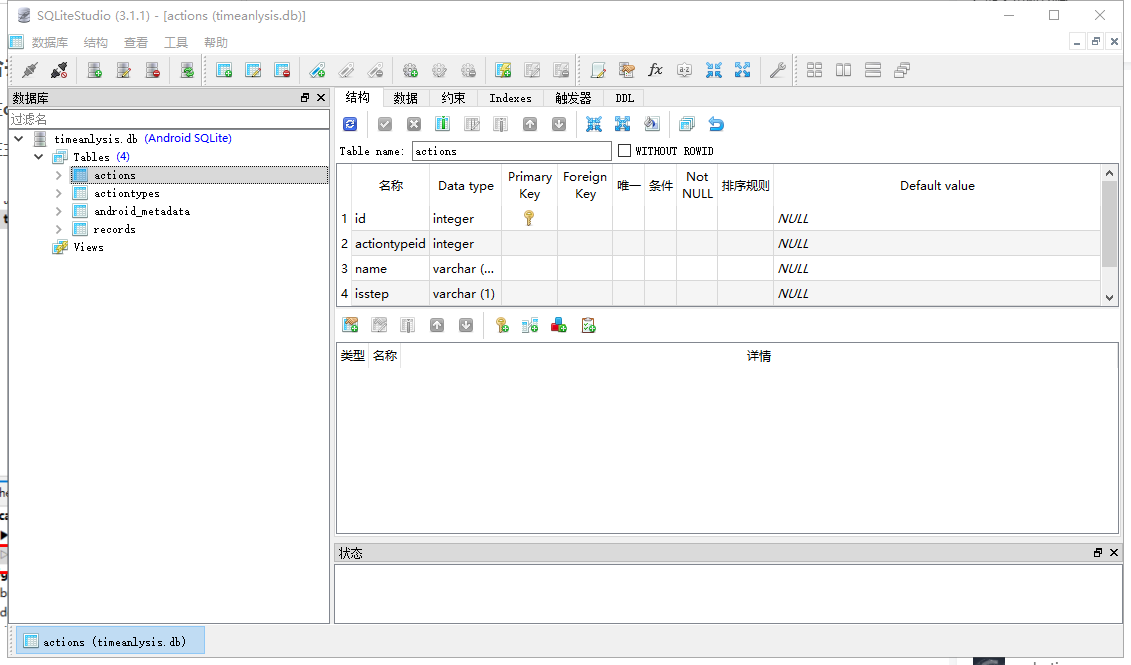 SQLiteStudio (3.1.1) - [actions (timeanlysis.db)]
数据库 结构 查看 工具 帮助
数据库
过滤名
timeanlysis.db (Android SQLite)
Tables (4)
actions
actiontypes
android_metadata
records
Views
结构 数据 约束 Indexes 触发器 DDL
Table name: actions WITHOUT ROWID
名称 Data type Primary Key Foreign Key 唯一 条件 Not NULL 排序规则 Default value
1 id integer NULL
2 actiontypeid integer NULL
3 name varchar (... NULL
4 isstep varchar (1) NULL
类型 名称 详情
状态
actions (timeanlysis.db)